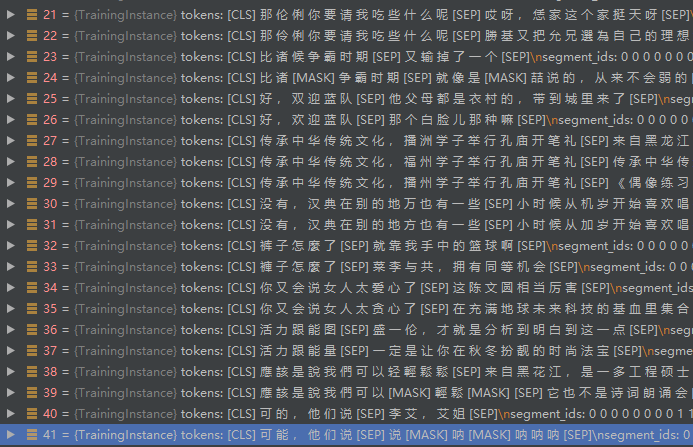 21 = {TrainingInstance} tokens: [CLS] 那 伦 俐 你 要 请 我 吃 些 什 么 呢 [SEP] 哎 呀 ， 恁 家 这 个 家 挺 天 呀 [SEP]\n
22 = {TrainingInstance} tokens: [CLS] 那 伶 俐 你 要 请 我 吃 些 什 么 呢 [SEP] 勝 基 又 把 允 兄 選 為 自 己 的 理 想
23 = {TrainingInstance} tokens: [CLS] 比 诸 候 争 霸 时 期 [SEP] 又 输 掉 了 一 个 [SEP]\nsegment_ids: 0 0 0 0 0 0 0
24 = {TrainingInstance} tokens: [CLS] 比 诸 [MASK] 争 霸 时 期 [SEP] 就 像 是 [MASK] 喆 说 的 ， 从 来 不 会 弱 的 [
25 = {TrainingInstance} tokens: [CLS] 好 ， 双 迎 蓝 队 [SEP] 他 父 母 都 是 衣 村 的 ， 带 到 城 里 来 了 [SEP]\nsegm
26 = {TrainingInstance} tokens: [CLS] 好 ， 欢 迎 蓝 队 [SEP] 那 个 白 脸 儿 那 种 嘛 [SEP]\nsegment_ids: 0 0 0 0 0
27 = {TrainingInstance} tokens: [CLS] 传 承 中 华 传 统 文 化 ， 播 洲 学 子 举 行 孔 庙 开 笔 礼 [SEP] 来 自 黑 龙 江
28 = {TrainingInstance} tokens: [CLS] 传 承 中 华 传 统 文 化 ， 福 州 学 子 举 行 孔 庙 开 笔 礼 [SEP] 传 承 中 华 传
29 = {TrainingInstance} tokens: [CLS] 传 承 中 华 传 统 文 化 ， 播 州 学 子 举 行 孔 庙 开 笔 礼 [SEP] 《 偶 像 练 习
30 = {TrainingInstance} tokens: [CLS] 没 有 ， 汉 典 在 别 的 地 万 也 有 一 些 [SEP] 小 时 候 从 机 岁 开 始 喜 欢 唱
31 = {TrainingInstance} tokens: [CLS] 没 有 ， 汉 典 在 别 的 地 方 也 有 一 些 [SEP] 小 时 候 从 加 岁 开 始 喜 欢 唱
32 = {TrainingInstance} tokens: [CLS] 裤 子 怎 麼 了 [SEP] 就 靠 我 手 中 的 篮 球 啊 [SEP]\nsegment_ids: 0 0 0 0 0
33 = {TrainingInstance} tokens: [CLS] 褲 子 怎 麼 了 [SEP] 菜 李 与 共 ， 拥 有 同 等 机 会 [SEP]\nsegment_ids: 0 0 0
34 = {TrainingInstance} tokens: [CLS] 你 又 会 说 女 人 太 爱 心 了 [SEP] 这 陈 文 圆 相 当 厉 害 [SEP]\nsegment_ids:
35 = {TrainingInstance} tokens: [CLS] 你 又 会 说 女 人 太 贪 心 了 [SEP] 在 充 满 地 球 未 来 科 技 的 基 血 里 集 合
36 = {TrainingInstance} tokens: [CLS] 活 力 跟 能 图 [SEP] 盛 一 伦 ， 才 就 是 分 析 到 明 白 到 这 一 点 [SEP]\nsegm
37 = {TrainingInstance} tokens: [CLS] 活 力 跟 能 量 [SEP] 一 定 是 让 你 在 秋 冬 扮 靓 的 时 尚 法 宝 [SEP]\nsegment
38 = {TrainingInstance} tokens: [CLS] 應 該 是 說 我 們 可 以 轻 輕 鬆 鬆 [SEP] 来 自 黑 花 江 ， 是 一 多 工 程 硕 士
39 = {TrainingInstance} tokens: [CLS] 應 該 是 說 我 們 可 以 [MASK] 輕 鬆 [MASK] [SEP] 它 也 不 是 诗 词 朗 诵 会 [
40 = {TrainingInstance} tokens: [CLS] 可 的 ， 他 们 说 [SEP] 李 艾 ， 艾 姐 [SEP]\nsegment_ids: 0 0 0 0 0 0 0 0 1 1
41 = {TrainingInstance} tokens: [CLS] 可 能 ， 他 们 说 [SEP] 说 [MASK] 呐 [MASK] 呐 呐 呐 [SEP]\nsegment_ids: 0